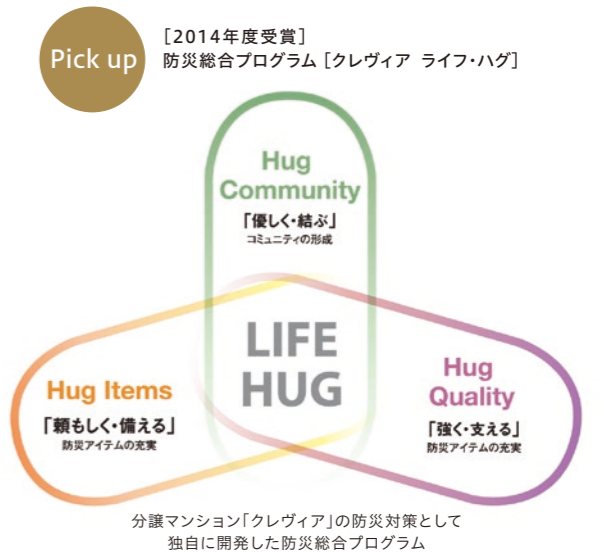 Pick up
［2014年度受賞］
防災総合プログラム［クレヴィア ライフ・ハグ］
Hug
Community
「優しく・結ぶ」
コミュニティの形成
LIFE
HUG
Hug Items
「頼もしく・備える」
防災アイテムの充実
Hug
Quality
「強く・支える」
防災アイテムの充実
分譲マンション「クレヴィア」の防災対策として
独自に開発した防災総合プログラム